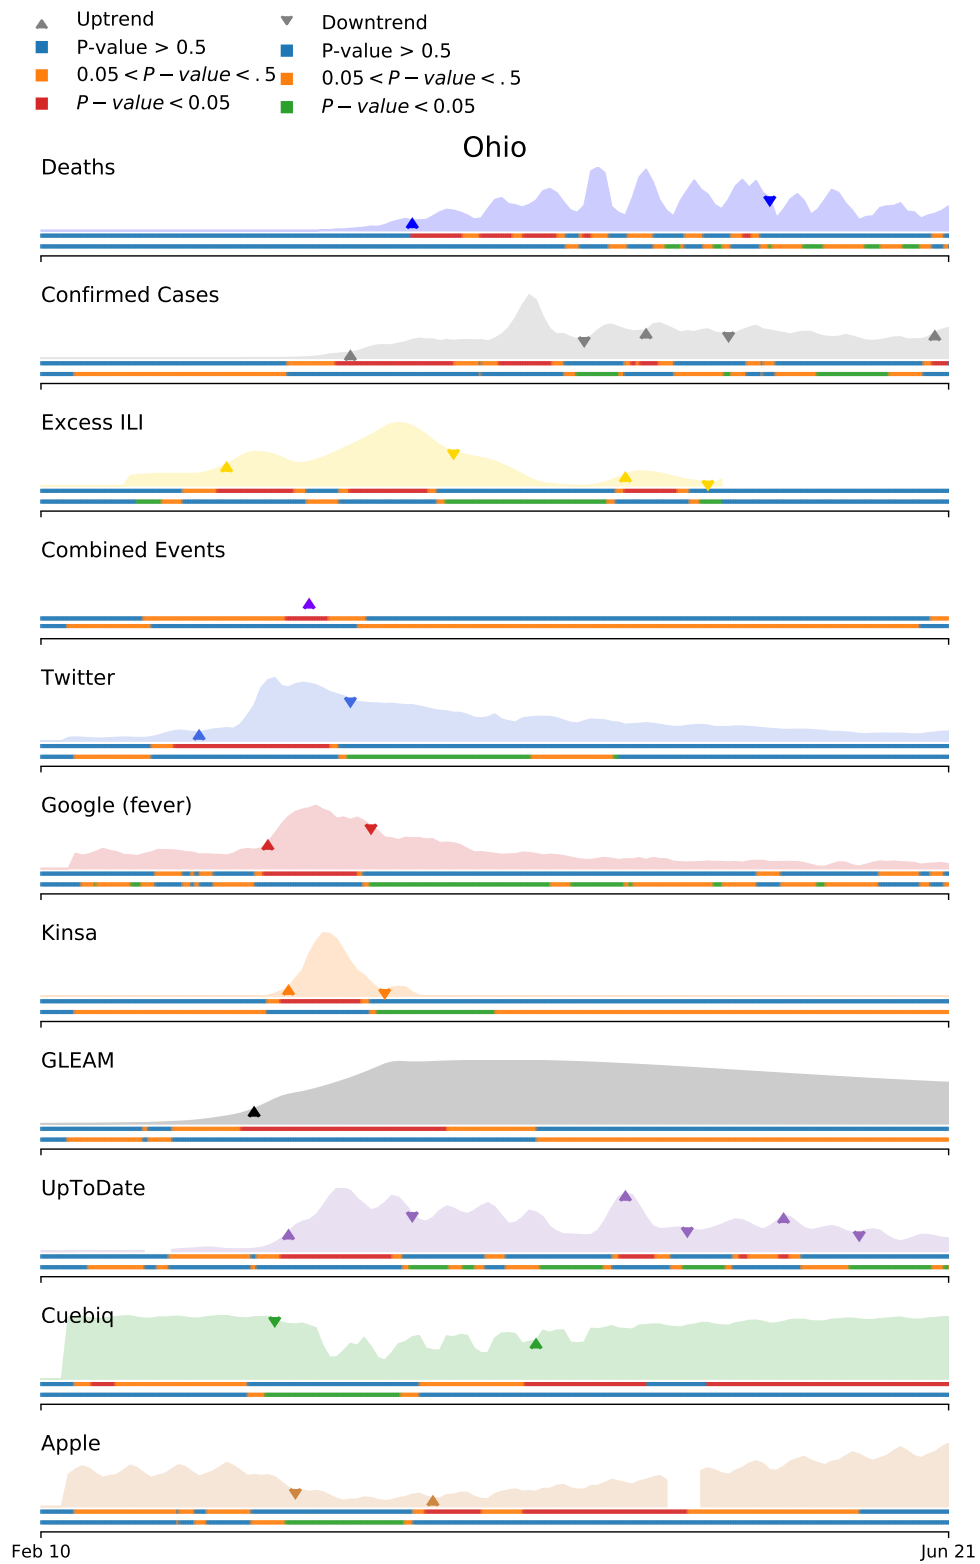 Uptrend
P-value > 0.5
0.05 < P − value < .5
P − value < 0.05
Downtrend
P-value > 0.5
0.05 < P − value < .5
P − value < 0.05
Ohio
Deaths
Confirmed Cases
Excess ILI
Combined Events
Twitter
Google (fever)
Kinsa
GLEAM
UpToDate
Cuebiq
Apple
Feb 10
Jun 21